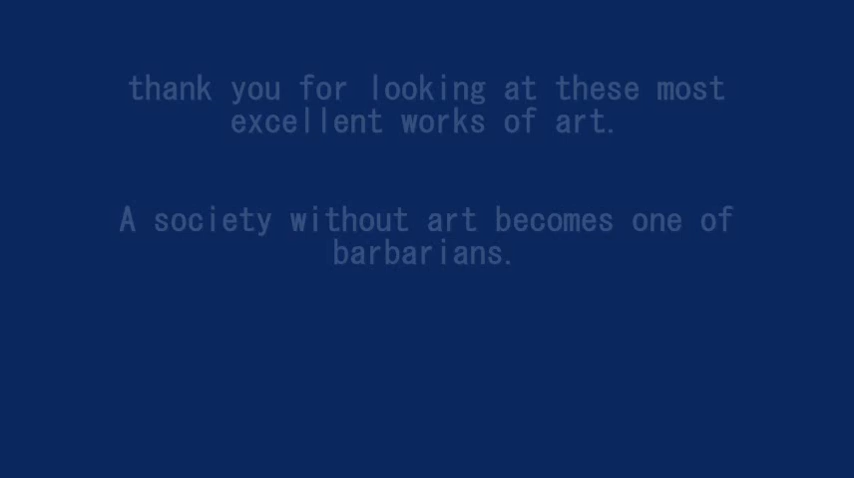 thank you for looking at these most
excellent works of art.
A society without art becomes one of
barbarians.